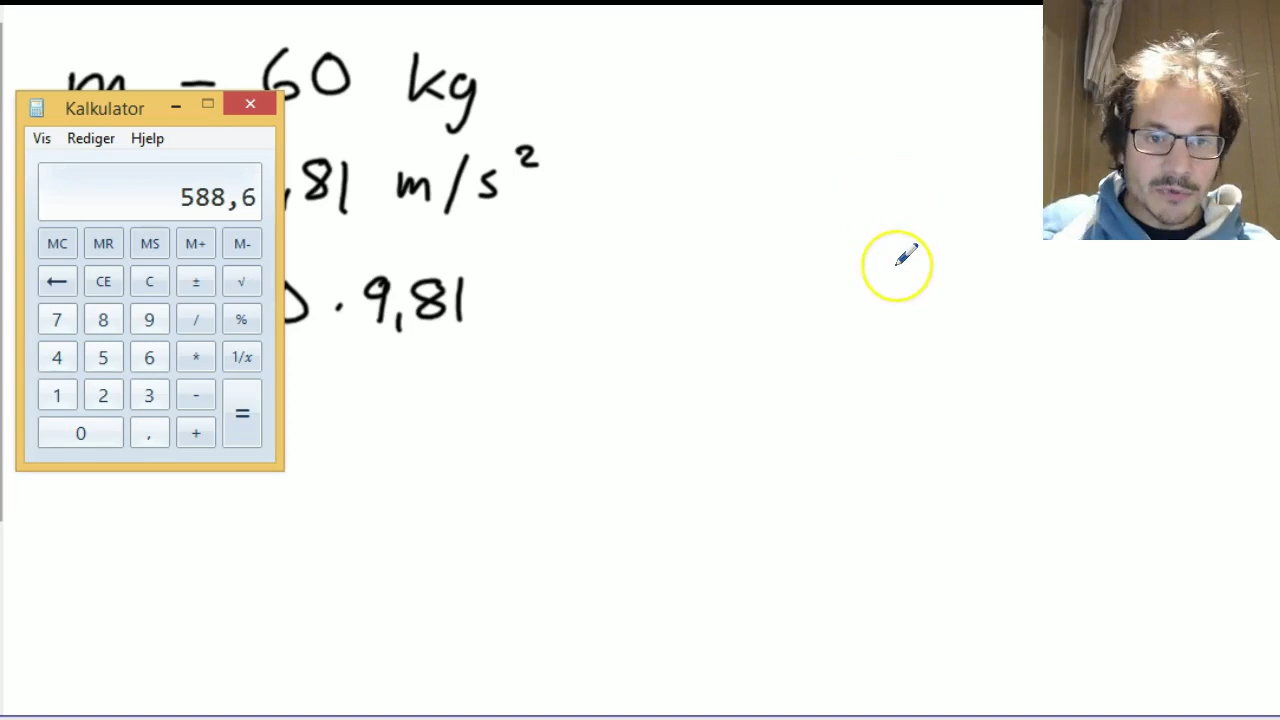 m = 60 kg
,81 m/s²
0 · 9,81
Kalkulator
Vis Rediger Hjelp
588,6
MC MR MS M+ M-
← CE C ± √
7 8 9 / %
4 5 6 * 1/x
1 2 3 - =
0 , +